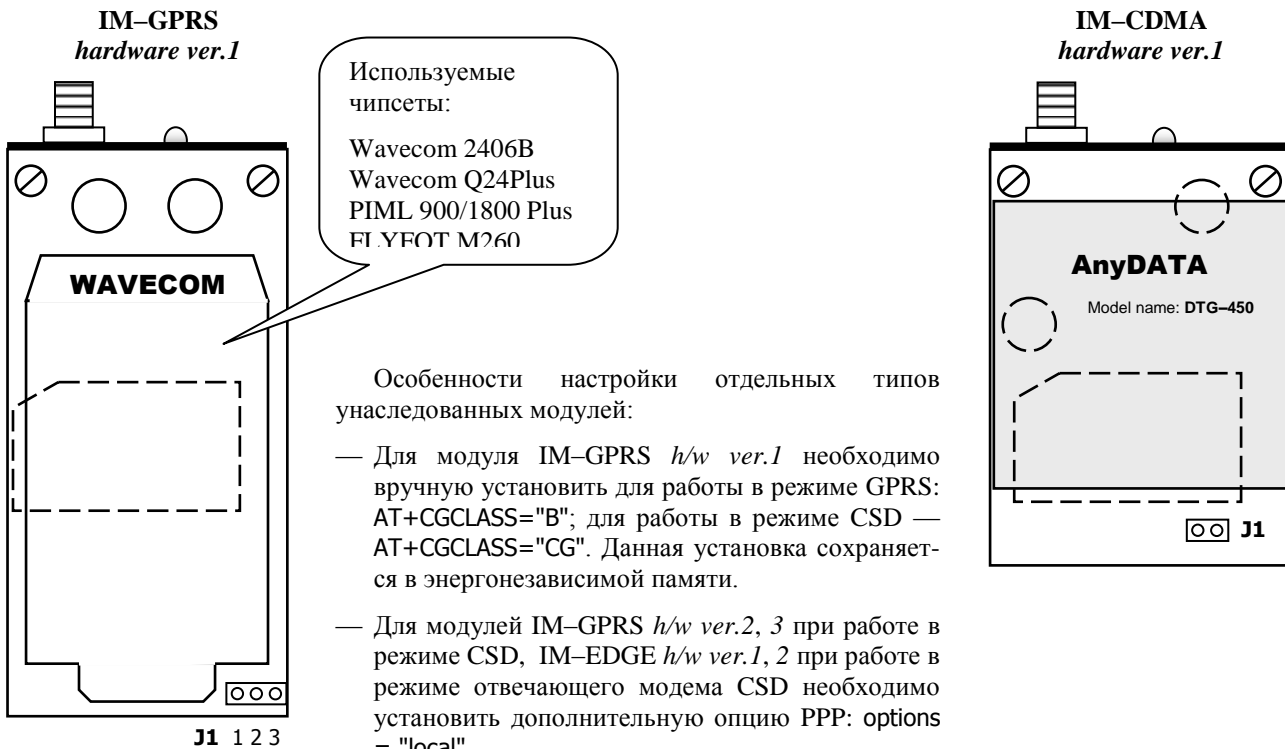 IM–GPRS
hardware ver.1
Используемые
чипсеты:
Wavecom 2406B
Wavecom Q24Plus
PIML 900/1800 Plus
FLYFOT M260
WAVECOM
J1 1 2 3
Особенности настройки отдельных типов
унаследованных модулей:
— Для модуля IM–GPRS h/w ver.1 необходимо
вручную установить для работы в режиме GPRS:
AT+CGCLASS="B"; для работы в режиме CSD —
AT+CGCLASS="CG". Данная установка сохраняет-
ся в энергонезависимой памяти.
— Для модулей IM–GPRS h/w ver.2, 3 при работе в
режиме CSD, IM–EDGE h/w ver.1, 2 при работе в
режиме отвечающего модема CSD необходимо
установить дополнительную опцию PPP: options
= "local"
IM–CDMA
hardware ver.1
AnyDATA
Model name: DTG–450
J1